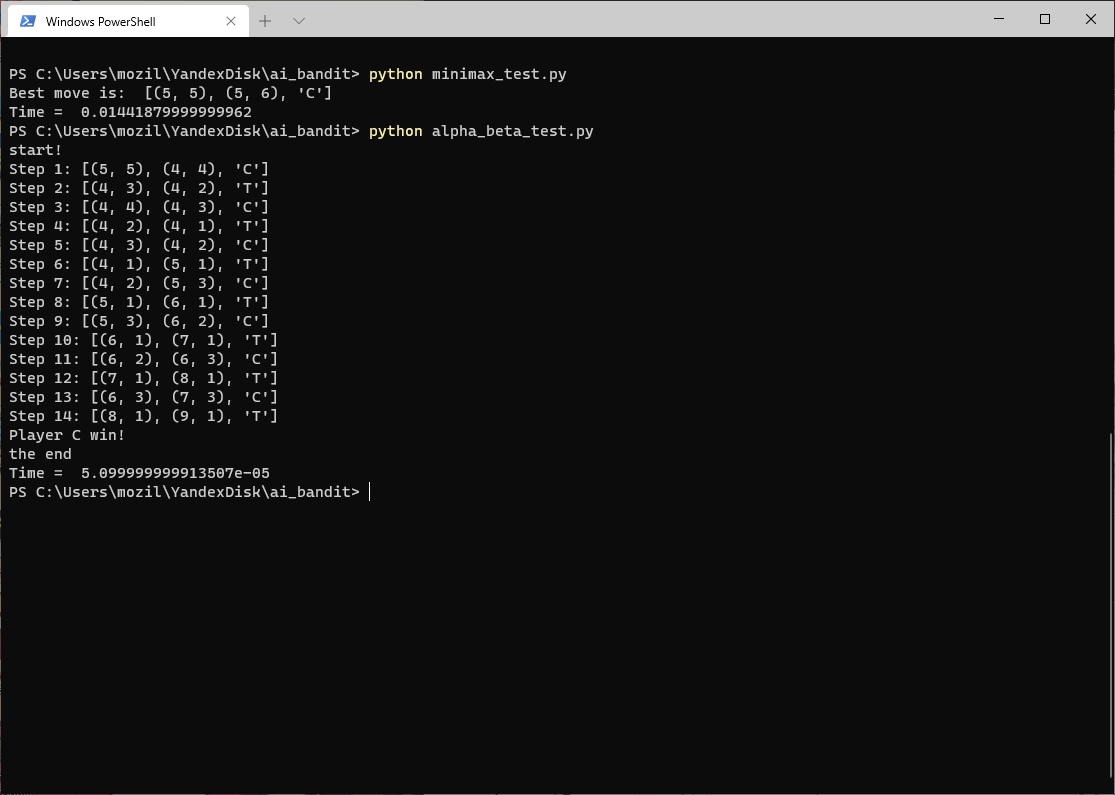 Windows PowerShell
PS C:\Users\mozil\YandexDisk\ai_bandit> python minimax_test.py
Best move is:  [(5, 5), (5, 6), 'C']
Time =  0.01441879999999962
PS C:\Users\mozil\YandexDisk\ai_bandit> python alpha_beta_test.py
start!
Step 1: [(5, 5), (4, 4), 'C']
Step 2: [(4, 3), (4, 2), 'T']
Step 3: [(4, 4), (4, 3), 'C']
Step 4: [(4, 2), (4, 1), 'T']
Step 5: [(4, 3), (4, 2), 'C']
Step 6: [(4, 1), (5, 1), 'T']
Step 7: [(4, 2), (5, 3), 'C']
Step 8: [(5, 1), (6, 1), 'T']
Step 9: [(5, 3), (6, 2), 'C']
Step 10: [(6, 1), (7, 1), 'T']
Step 11: [(6, 2), (6, 3), 'C']
Step 12: [(7, 1), (8, 1), 'T']
Step 13: [(6, 3), (7, 3), 'C']
Step 14: [(8, 1), (9, 1), 'T']
Player C win!
the end
Time =  5.099999999913507e-05
PS C:\Users\mozil\YandexDisk\ai_bandit>